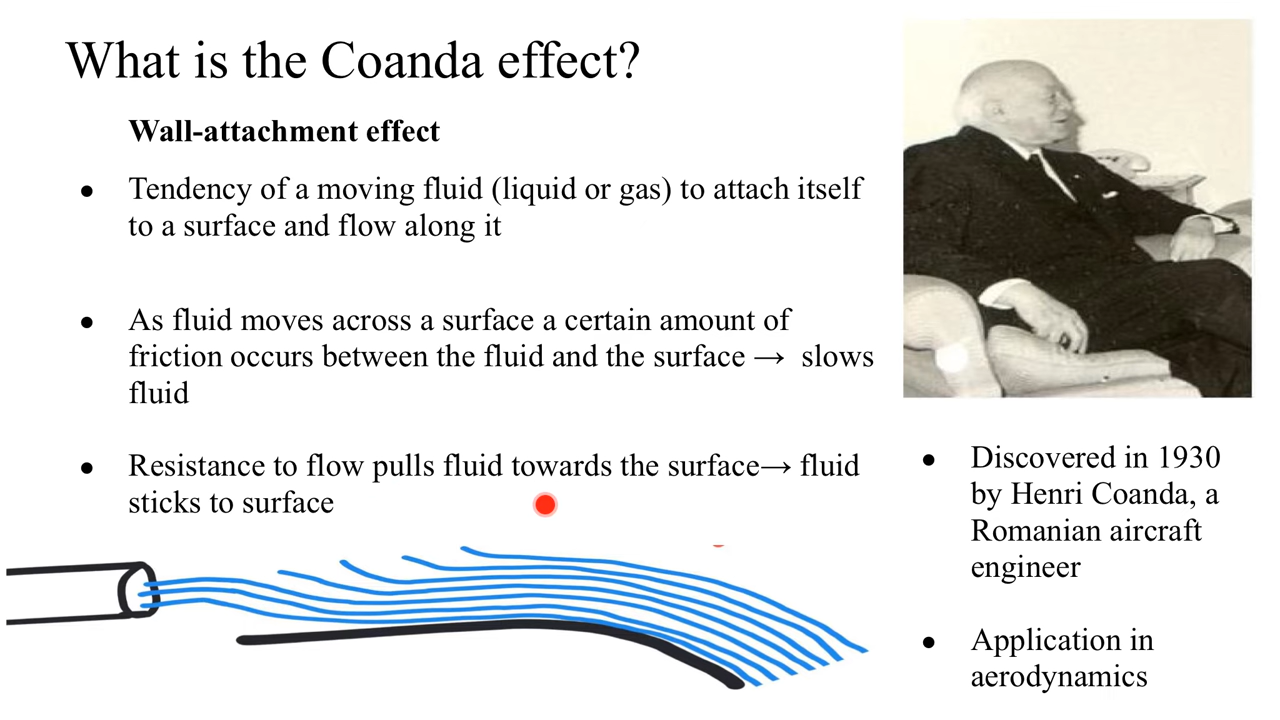 What is the Coanda effect?
Wall-attachment effect
● Tendency of a moving fluid (liquid or gas) to attach itself
to a surface and flow along it
● As fluid moves across a surface a certain amount of
friction occurs between the fluid and the surface → slows
fluid
● Resistance to flow pulls fluid towards the surface→ fluid
sticks to surface
● Discovered in 1930
by Henri Coanda, a
Romanian aircraft
engineer
● Application in
aerodynamics